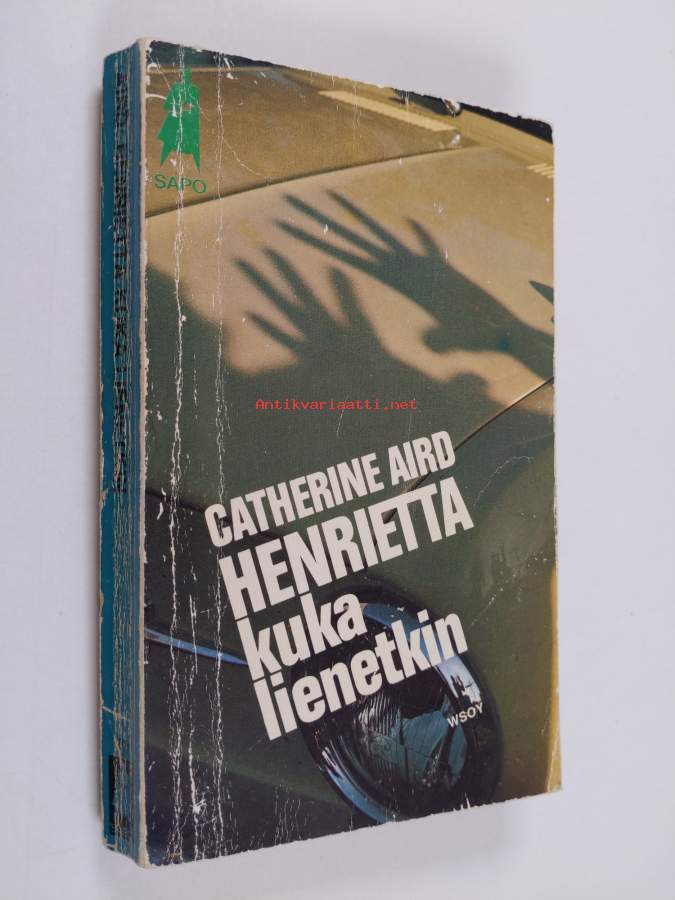 SAPO
Antikvariaatti.net
CATHERINE AIRD
HENRIETTA
kuka
lienetkin
WSOY